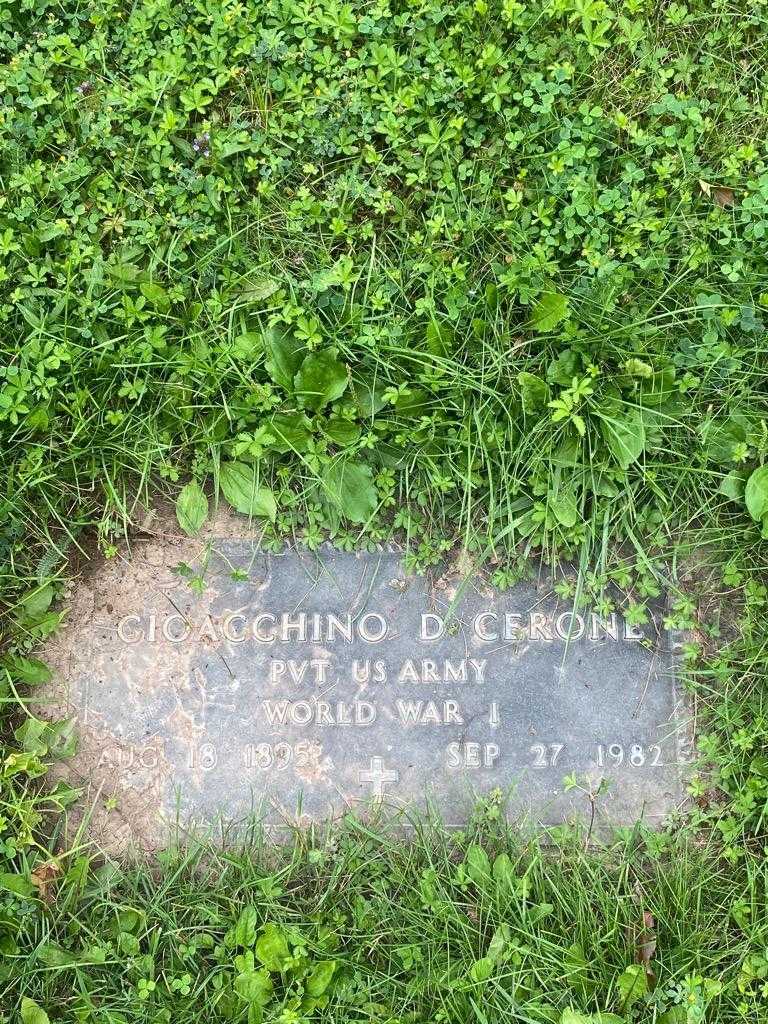 GIOACCHINO D CERONE
PVT US ARMY
WORLD WAR I
AUG 18 1895 SEP 27 1982